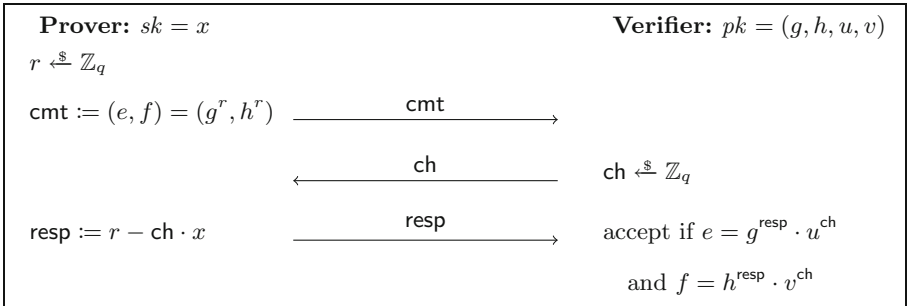 Prover: sk = x Verifier: pk = (g, h, u, v)
r ←$ ℤ_q
cmt := (e, f) = (g^r, h^r) cmt
ch ch ←$ ℤ_q
resp := r − ch · x resp accept if e = g^resp · u^ch
and f = h^resp · v^ch